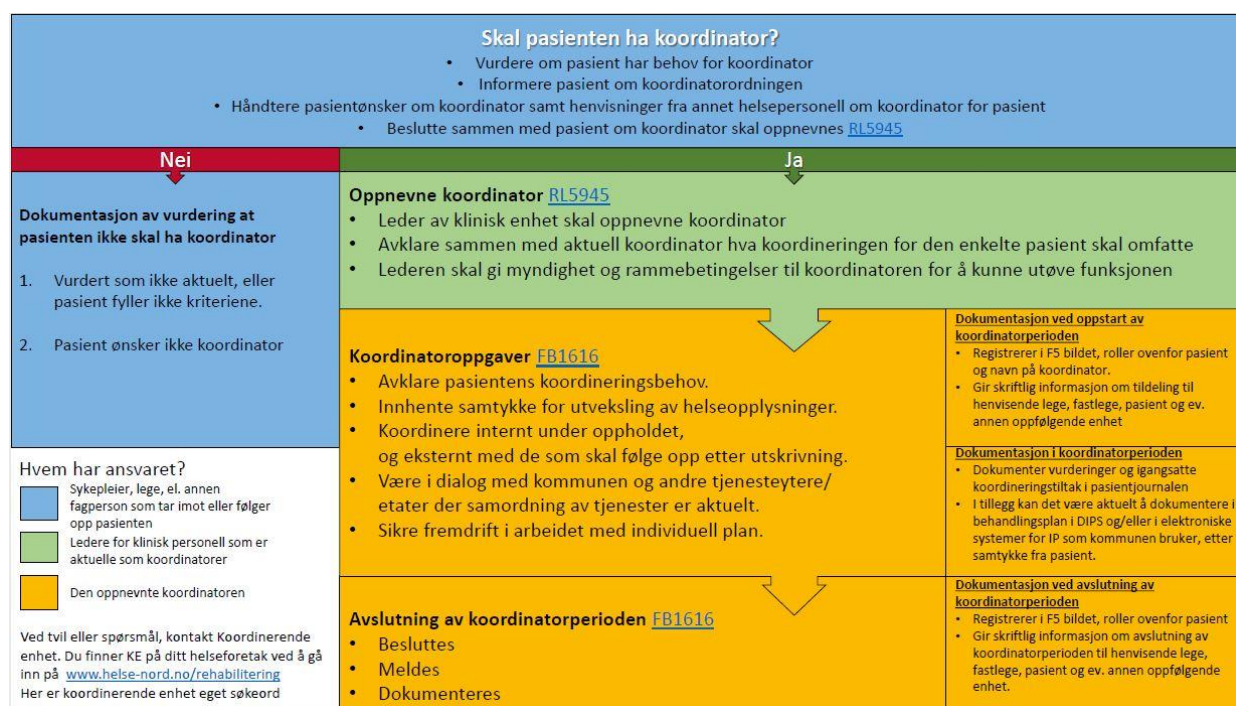 Skal pasienten ha koordinator?
• Vurdere om pasient har behov for koordinator
• Informere pasient om koordinatorordningen
• Håndtere pasientønsker om koordinator samt henvisninger fra annet helsepersonell om koordinator for pasient
• Beslutte sammen med pasient om koordinator skal oppnevnes RL5945
Nei
Dokumentasjon av vurdering at
pasienten ikke skal ha koordinator
1. Vurdert som ikke aktuelt, eller
pasient fyller ikke kriteriene.
2. Pasient ønsker ikke koordinator
Ja
Oppnevne koordinator RL5945
• Leder av klinisk enhet skal oppnevne koordinator
• Avklare sammen med aktuell koordinator hva koordineringen for den enkelte pasient skal omfatte
• Lederen skal gi myndighet og rammebetingelser til koordinatoren for å kunne utøve funksjonen
Koordinatoroppgaver FB1616
• Avklare pasientens koordineringsbehov.
• Innhente samtykke for utveksling av helseopplysninger.
• Koordinere internt under oppholdet,
og eksternt med de som skal følge opp etter utskrivning.
• Være i dialog med kommunen og andre tjenesteytere/
etater der samordning av tjenester er aktuelt.
• Sikre fremdrift i arbeidet med individuell plan.
Dokumentasjon ved oppstart av
koordinatorperioden
• Registrerer i F5 bildet, roller ovenfor pasient
og navn på koordinator.
• Gir skriftlig informasjon om tildeling til
henvisende lege, fastlege, pasient og ev.
annen oppfølgende enhet
Dokumentasjon i koordinatorperioden
• Dokumenter vurderinger og igangsatte
koordineringstiltak i pasientjournalen
• I tillegg kan det være aktuelt å dokumentere i
behandlingsplan i DIPS og/eller i elektroniske
systemer for IP som kommunen bruker, etter
samtykke fra pasient.
Avslutning av koordinatorperioden FB1616
• Besluttes
• Meldes
• Dokumenteres
Dokumentasjon ved avslutning av
koordinatorperioden
• Registrerer i F5 bildet, roller ovenfor pasient
• Gir skriftlig informasjon om avslutning av
koordinatorperioden til henvisende lege,
fastlege, pasient og ev. annen oppfølgende
enhet.
Hvem har ansvaret?
Sykepleier, lege, el. annen
fagperson som tar imot eller følger
opp pasienten
Ledere for klinisk personell som er
aktuelle som koordinatorer
Den oppnevnte koordinatoren
Ved tvil eller spørsmål, kontakt Koordinerende
enhet. Du finner KE på ditt helseforetak ved å gå
inn på www.helse-nord.no/rehabilitering
Her er koordinerende enhet eget søkeord